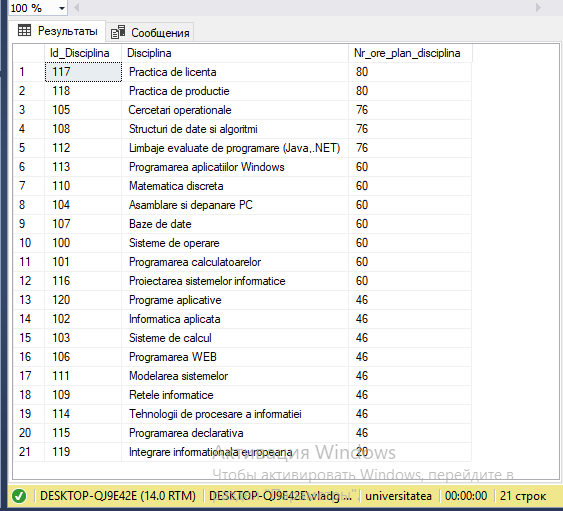 100 %
Результаты Сообщения
Id_Disciplina Disciplina Nr_ore_plan_disciplina
1 117 Practica de licenta 80
2 118 Practica de productie 80
3 105 Cercetari operationale 76
4 108 Structuri de date si algoritmi 76
5 112 Limbaje evaluate de programare (Java,.NET) 76
6 113 Programarea aplicatiilor Windows 60
7 110 Matematica discreta 60
8 104 Asamblare si depanare PC 60
9 107 Baze de date 60
10 100 Sisteme de operare 60
11 101 Programarea calculatoarelor 60
12 116 Proiectarea sistemelor informatice 60
13 120 Programe aplicative 46
14 102 Informatica aplicata 46
15 103 Sisteme de calcul 46
16 106 Programarea WEB 46
17 111 Modelarea sistemelor 46
18 109 Retele informatice 46
19 114 Tehnologii de procesare a informatiei 46
20 115 Programarea declarativa 46
21 119 Integrare informationala europeana 20
Активация Windows
Чтобы активировать Windows, перейдите в
DESKTOP-QJ9E42E (14.0 RTM) universitatea 00:00:00 21 строк